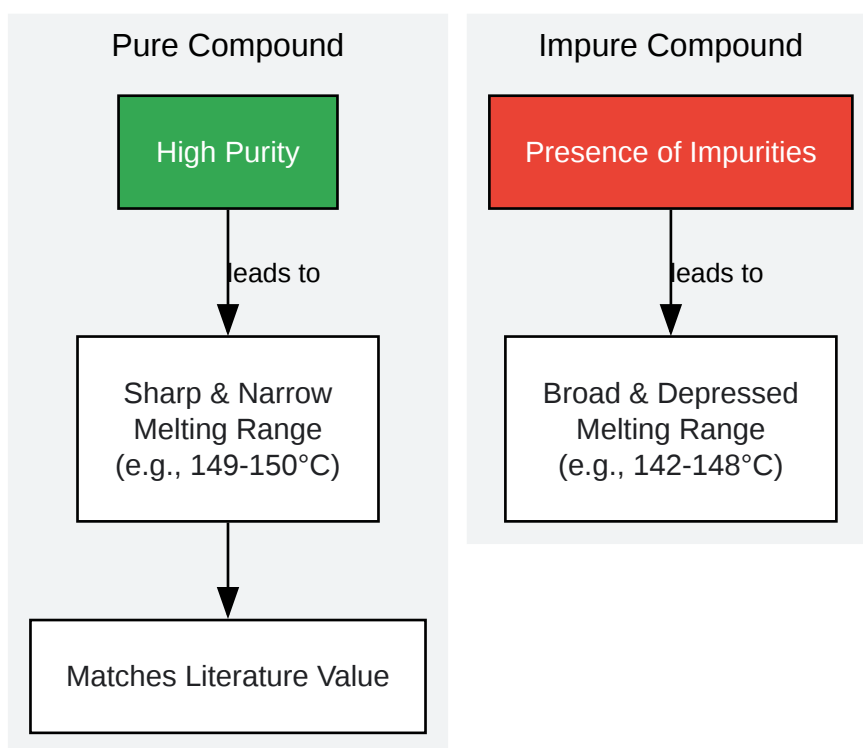 Pure Compound
High Purity
leads to
Sharp & Narrow
Melting Range
(e.g., 149-150°C)
Matches Literature Value
Impure Compound
Presence of Impurities
leads to
Broad & Depressed
Melting Range
(e.g., 142-148°C)